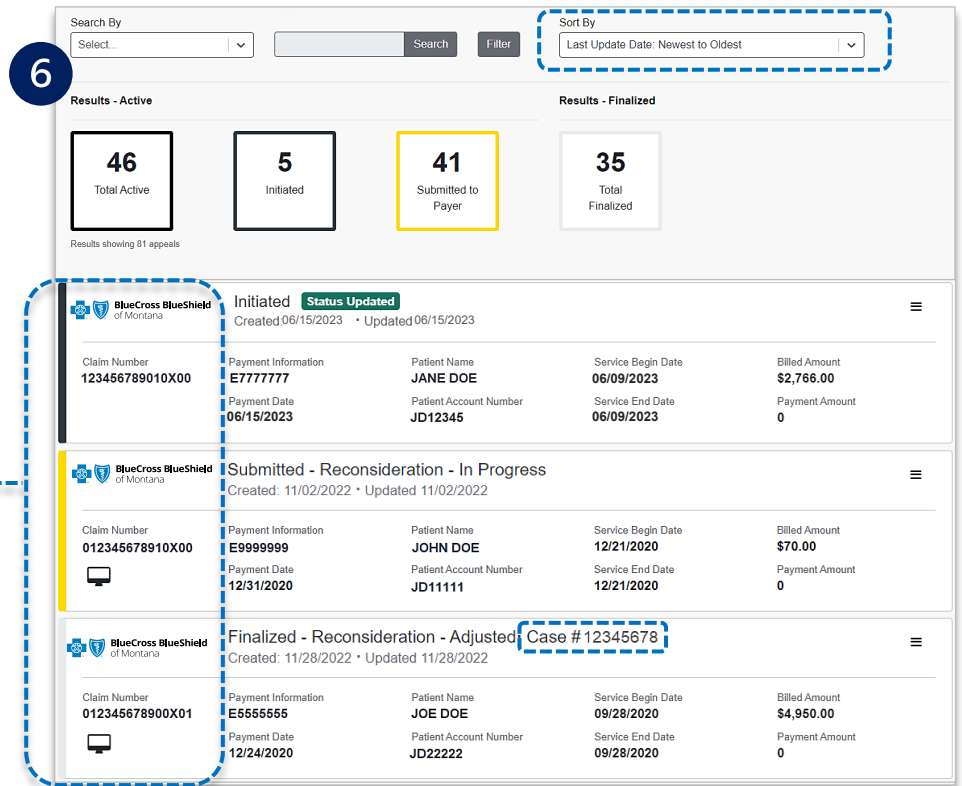 6
Search By
Select...
Search
Filter
Sort By
Last Update Date: Newest to Oldest
Results - Active
Results - Finalized
46
Total Active
5
Initiated
41
Submitted to
Payer
35
Total
Finalized
Results showing 81 appeals
BlueCross BlueShield
of Montana
Initiated Status Updated
Created:06/15/2023 • Updated 06/15/2023
Claim Number Payment Information Patient Name Service Begin Date Billed Amount
123456789010X00 E7777777 JANE DOE 06/09/2023 $2,766.00
Payment Date Patient Account Number Service End Date Payment Amount
06/15/2023 JD12345 06/09/2023 0
BlueCross BlueShield
of Montana
Submitted - Reconsideration - In Progress
Created: 11/02/2022 • Updated 11/02/2022
Claim Number Payment Information Patient Name Service Begin Date Billed Amount
012345678910X00 E9999999 JOHN DOE 12/21/2020 $70.00
Payment Date Patient Account Number Service End Date Payment Amount
12/31/2020 JD11111 12/21/2020 0
BlueCross BlueShield
of Montana
Finalized - Reconsideration - Adjusted Case #12345678
Created: 11/28/2022 • Updated 11/28/2022
Claim Number Payment Information Patient Name Service Begin Date Billed Amount
012345678900X01 E5555555 JOE DOE 09/28/2020 $4,950.00
Payment Date Patient Account Number Service End Date Payment Amount
12/24/2020 JD22222 09/28/2020 0